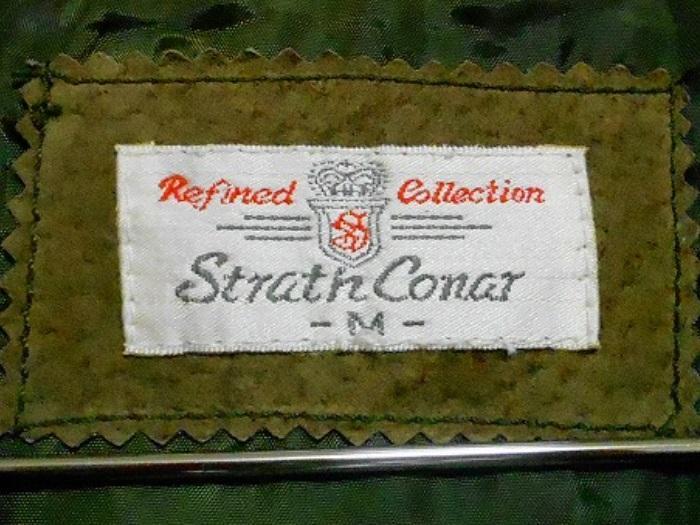 Refined Collection
Strath Conar
- M -